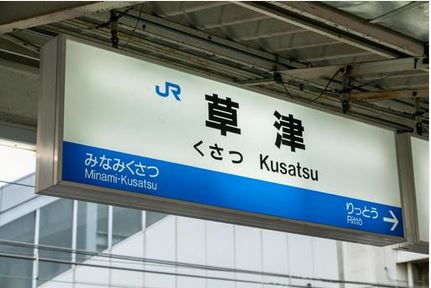 JR
草津
くさつ Kusatsu
みなみくさつ
Minami-Kusatsu
りっとう
Rittō
→